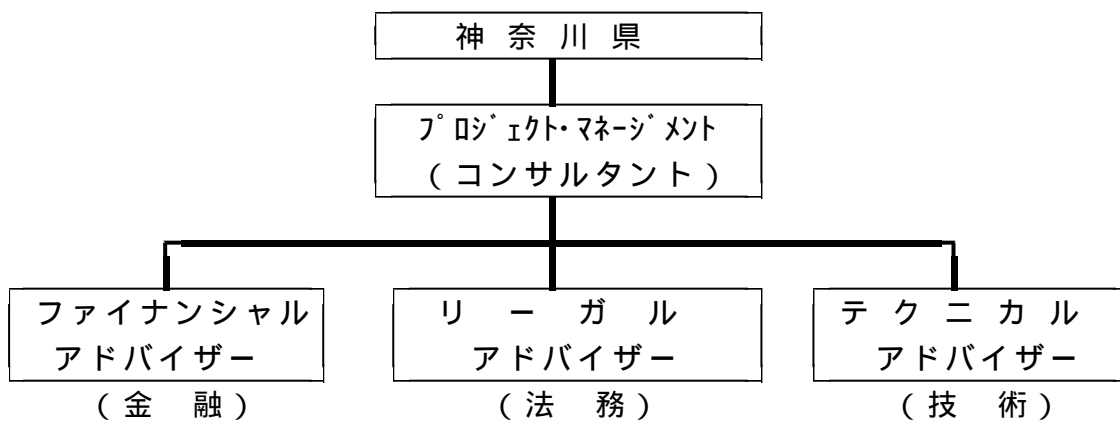 神奈川県
プロジェクト・マネージメント
(コンサルタント)
ファイナンシャル
アドバイザー
(金 融)
リーガル
アドバイザー
(法 務)
テクニカル
アドバイザー
(技 術)